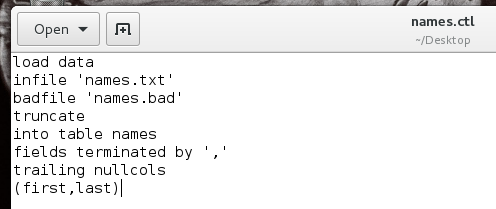 Open
names.ctl
~/Desktop
load data
infile 'names.txt'
badfile 'names.bad'
truncate
into table names
fields terminated by ','
trailing nullcols
(first,last)